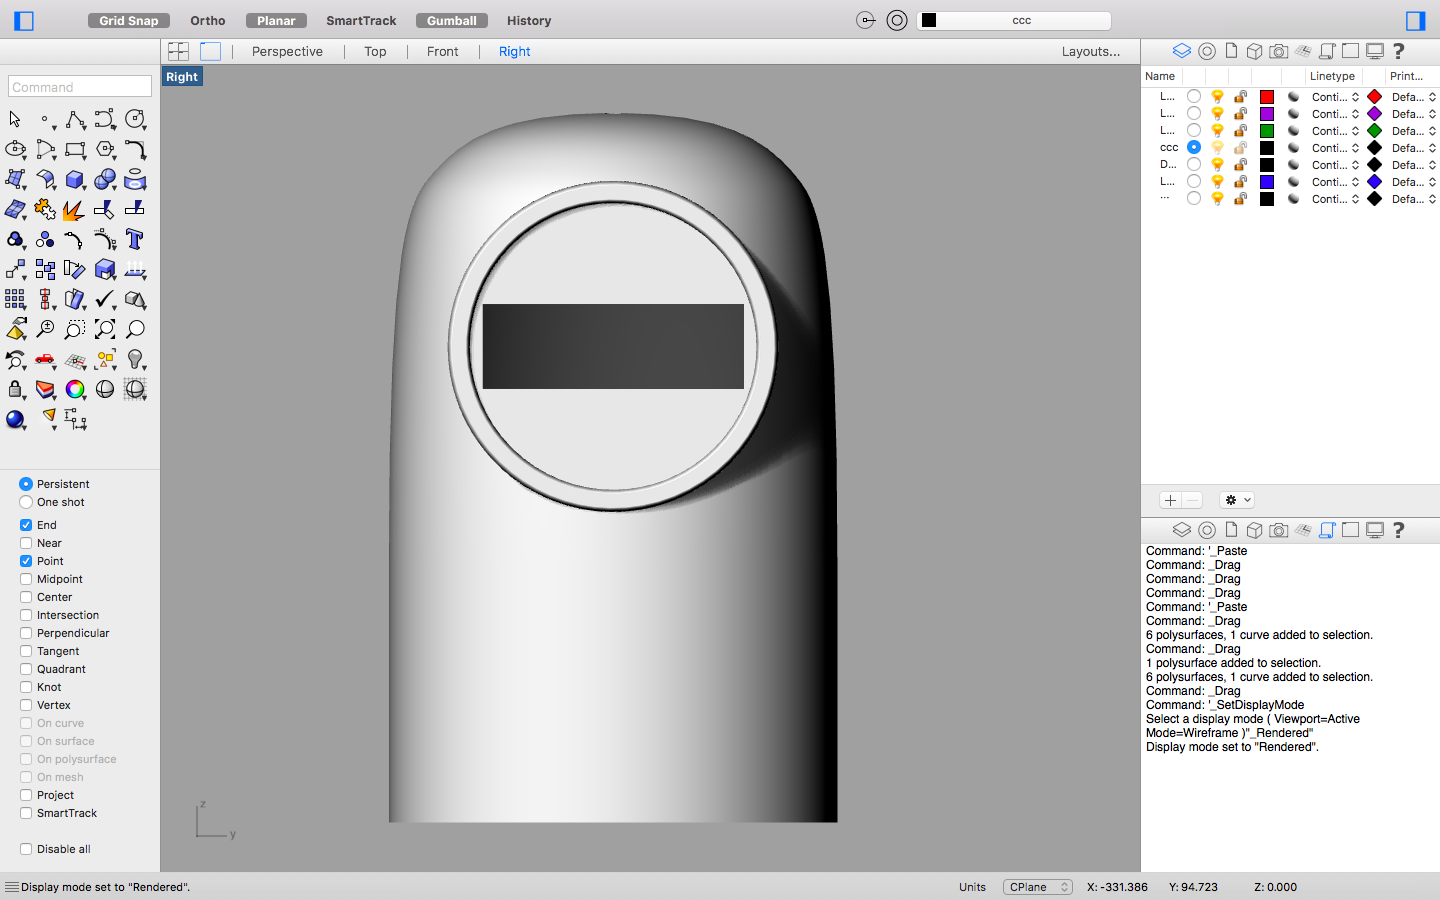 Grid Snap Ortho Planar SmartTrack Gumball History ccc
Perspective Top Front Right Layouts...
Right
Command
Name Linetype Print...
L... Conti... Defa...
L... Conti... Defa...
L... Conti... Defa...
ccc Conti... Defa...
D... Conti... Defa...
L... Conti... Defa...
... Conti... Defa...
Persistent
One shot
End
Near
Point
Midpoint
Center
Intersection
Perpendicular
Tangent
Quadrant
Knot
Vertex
On curve
On surface
On polysurface
On mesh
Project
SmartTrack
Disable all
z
y
Command: '_Paste
Command: _Drag
Command: _Drag
Command: _Drag
Command: '_Paste
Command: _Drag
6 polysurfaces, 1 curve added to selection.
Command: _Drag
1 polysurface added to selection.
6 polysurfaces, 1 curve added to selection.
Command: _Drag
Command: '_SetDisplayMode
Select a display mode ( Viewport=Active
Mode=Wireframe )"_Rendered"
Display mode set to "Rendered".
Display mode set to "Rendered". Units CPlane X: -331.386 Y: 94.723 Z: 0.000